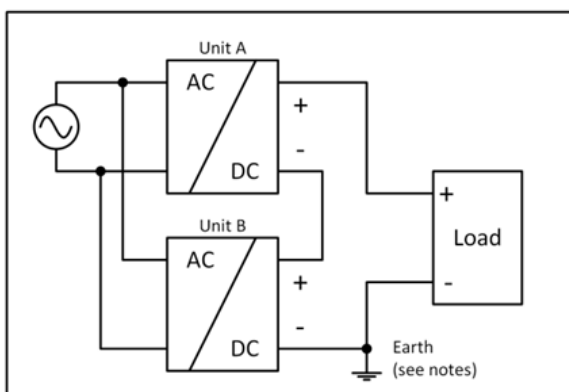 Unit A
AC
+
-
DC
Unit B
AC
+
-
DC
+
Load
-
Earth
(see notes)